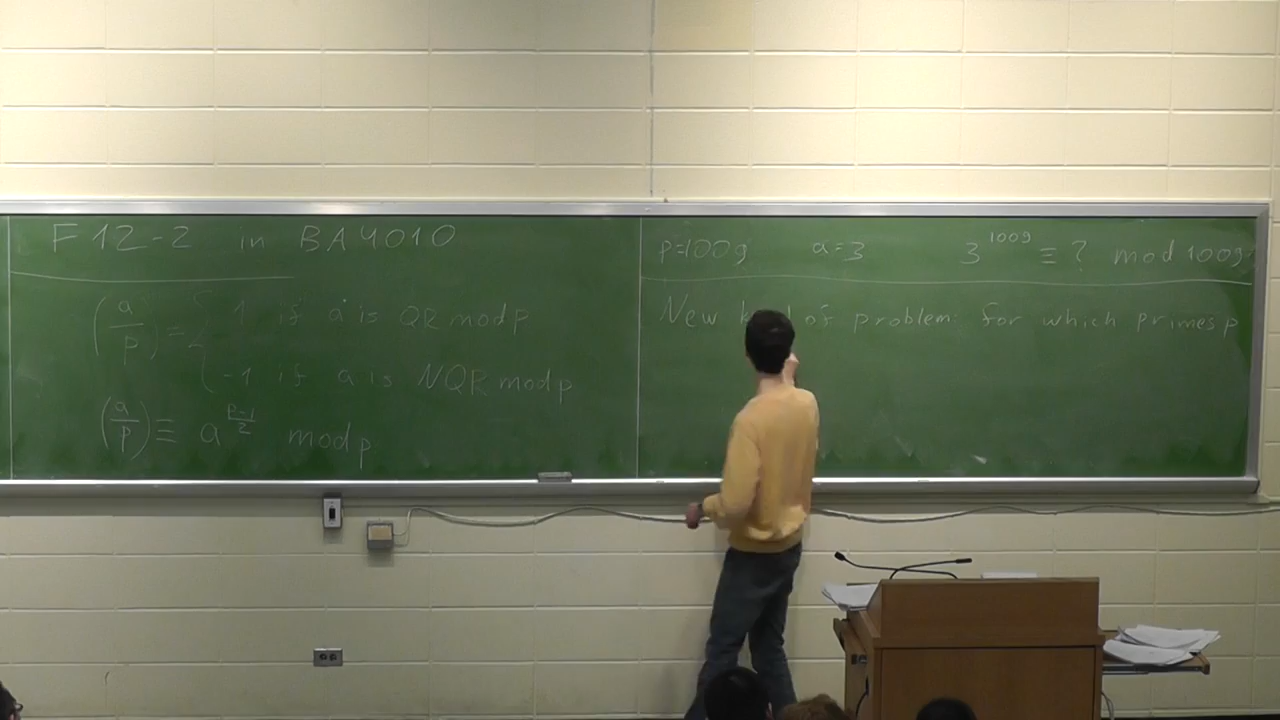 F 12-2 in BA4010
(a/p) = { 1 if a is QR mod p
-1 if a is NQR mod p
(a/p) ≡ a^((p-1)/2) mod p
p=1009 a=3 3^1009 ≡ ? mod 1009
New of problem: for which primes p